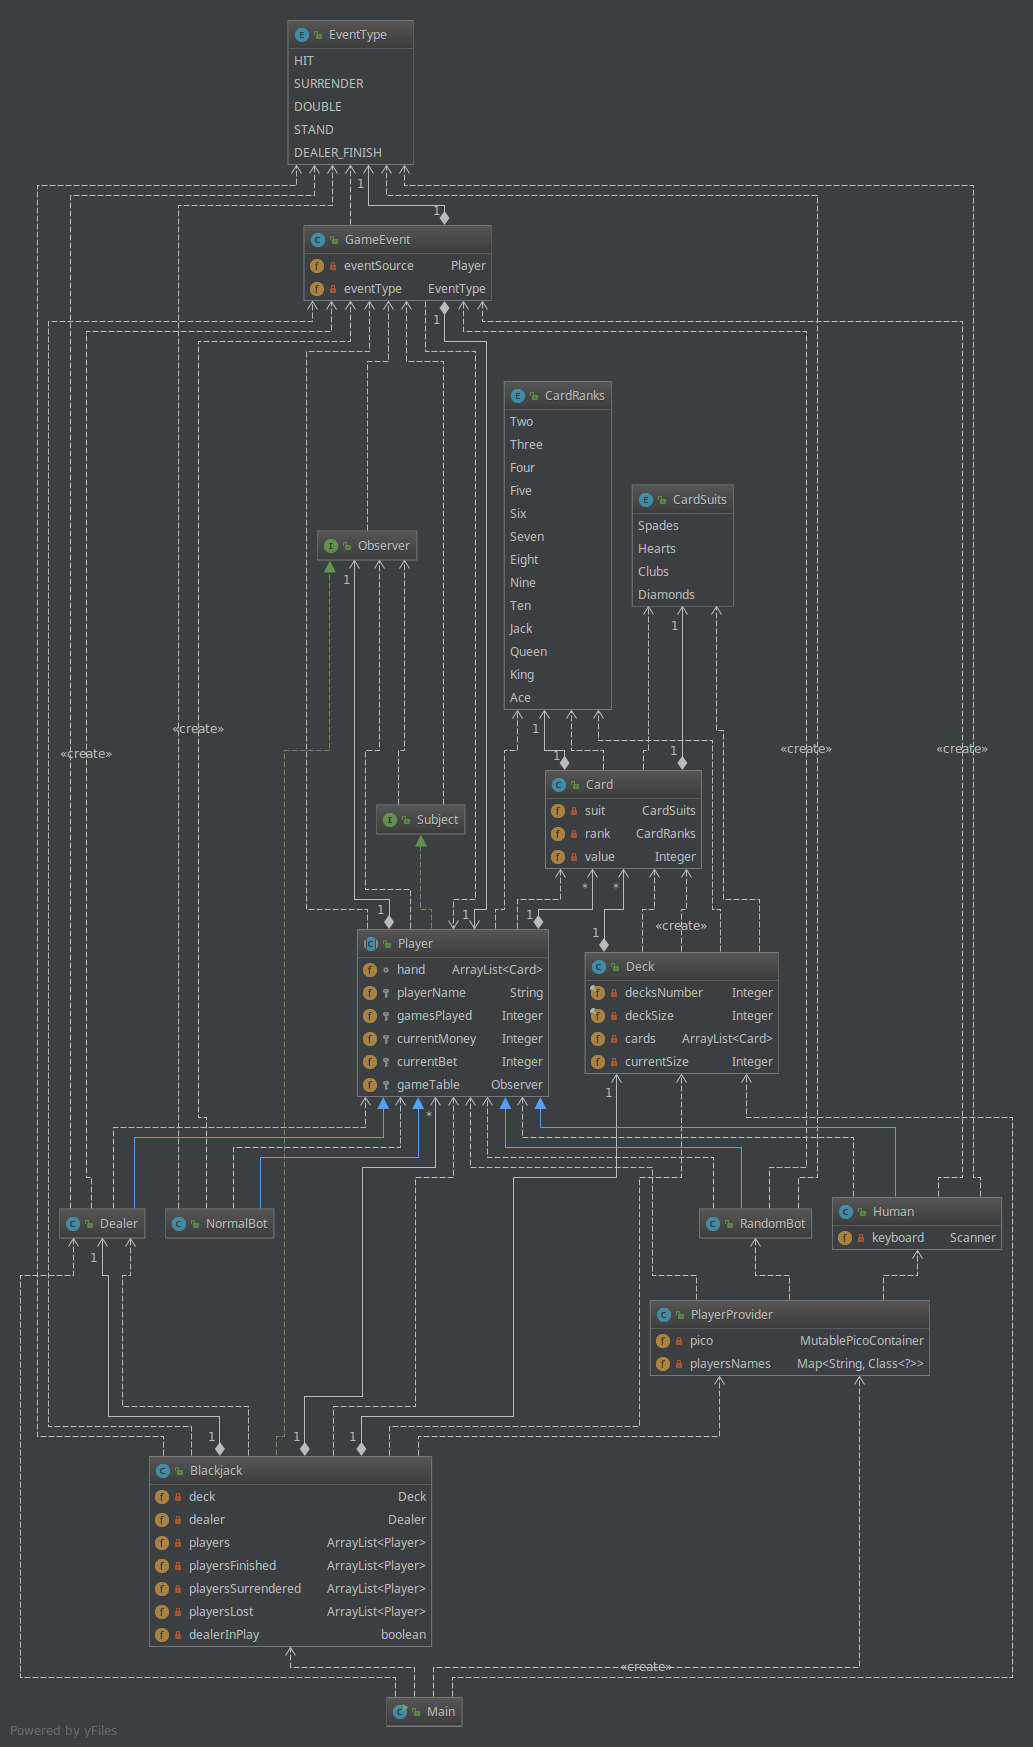 EventType
HIT
SURRENDER
DOUBLE
STAND
DEALER_FINISH
1
1
GameEvent
eventSource Player
eventType EventType
1
CardRanks
Two
Three
Four
Five
Six
Seven
Eight
Nine
Ten
Jack
Queen
King
Ace
CardSuits
Spades
Hearts
Clubs
Diamonds
Observer
1
1
1
«create»
«create»
«create»
«create»
1
1
Card
suit CardSuits
rank CardRanks
value Integer
Subject
* *
1 1 1
«create»
1
Player
hand ArrayList<Card>
playerName String
gamesPlayed Integer
currentMoney Integer
currentBet Integer
gameTable Observer
Deck
decksNumber Integer
deckSize Integer
cards ArrayList<Card>
currentSize Integer
1
*
Dealer
NormalBot
RandomBot
Human
keyboard Scanner
1
PlayerProvider
pico MutablePicoContainer
playersNames Map<String, Class<?>>
1 1 1
Blackjack
deck Deck
dealer Dealer
players ArrayList<Player>
playersFinished ArrayList<Player>
playersSurrendered ArrayList<Player>
playersLost ArrayList<Player>
dealerInPlay boolean
«create»
Main
Powered by yFiles